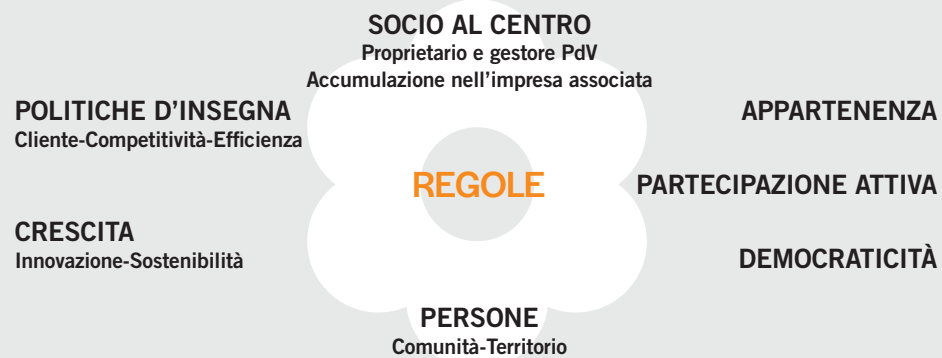 SOCIO AL CENTRO
Proprietario e gestore PdV
Accumulazione nell'impresa associata
POLITICHE D'INSEGNA
Cliente-Competitività-Efficienza
APPARTENENZA
REGOLE
PARTECIPAZIONE ATTIVA
CRESCITA
Innovazione-Sostenibilità
DEMOCRATICITÀ
PERSONE
Comunità-Territorio